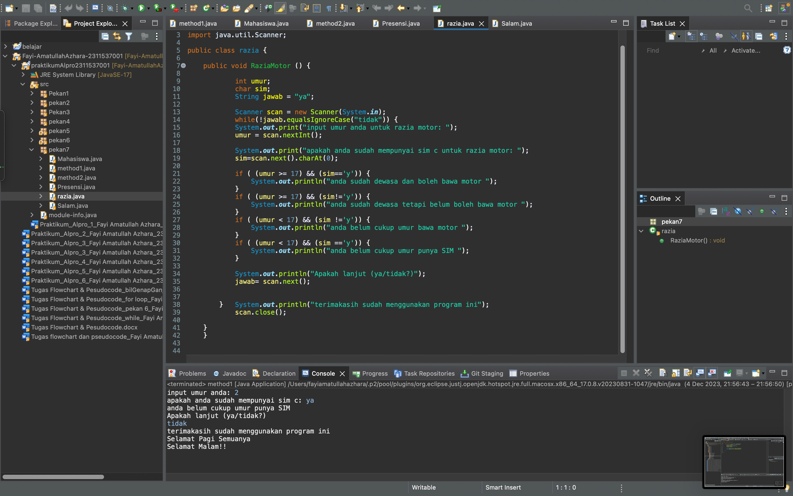 Package Expl...
Project Explo...
belajar
Fayi-AmatullahAzhara-2311537001 [Fayi-Amatull
praktikumAlpro2311537001 [Fayi-AmatullahAz
JRE System Library [JavaSE-17]
src
Pekan1
pekan2
Pekan3
pekan4
pekan5
pekan6
pekan7
Mahasiswa.java
method1.java
method2.java
Presensi.java
razia.java
Salam.java
module-info.java
Praktikum_Alpro_1_Fayi Amatullah Azhara_
Praktikum_Alpro_2_Fayi Amatullah Azhara_23
Praktikum_Alpro_3_Fayi Amatullah Azhara_23
Praktikum_Alpro_4_Fayi Amatullah Azhara_23
Praktikum_Alpro_5_Fayi Amatullah Azhara_23
Praktikum_Alpro_6_Fayi Amatullah Azhara_23
Tugas Flowchart & Pesudocode_bilGenapGan
Tugas Flowchart & Pesudocode_for loop_Fayi
Tugas Flowchart & Pesudocode_pekan 6_Fayi
Tugas Flowchart & Pesudocode_while_Fayi Am
Tugas Flowchart & Pesudocode.docx
Tugas flowchart dan pseudocode_Fayi Amatu
method1.java
Mahasiswa.java
method2.java
Presensi.java
razia.java
Salam.java
3 import java.util.Scanner;
4
5 public class razia {
6
7 public void RaziaMotor () {
8
9 int umur;
10 char sim;
11 String jawab = "ya";
12
13 Scanner scan = new Scanner(System.in);
14 while(!jawab.equalsIgnoreCase("tidak")) {
15 System.out.print("input umur anda untuk razia motor: ");
16 umur = scan.nextInt();
17
18 System.out.print("apakah anda sudah mempunyai sim c untuk razia motor: ");
19 sim=scan.next().charAt(0);
20
21 if ( (umur >= 17) && (sim=='y')) {
22 System.out.println("anda sudah dewasa dan boleh bawa motor ");
23 }
24 if ( (umur >= 17) && (sim!='y')) {
25 System.out.println("anda sudah dewasa tetapi belum boleh bawa motor ");
26 }
27 if ( (umur < 17) && (sim !='y')) {
28 System.out.println("anda belum cukup umur bawa motor ");
29 }
30 if ( (umur < 17) && (sim =='y')) {
31 System.out.println("anda belum cukup umur punya SIM ");
32 }
33
34 System.out.println("Apakah lanjut (ya/tidak?)");
35 jawab= scan.next();
36
37
38 } System.out.println("terimakasih sudah menggunakan program ini");
39 scan.close();
40
41 }
42 }
43
44
Task List
Find
All
Activate...
Outline
pekan7
razia
RaziaMotor() : void
Problems
Javadoc
Declaration
Console
Progress
Task Repositories
Git Staging
Properties
<terminated> method1 [Java Application] /Users/fayiamatullahazhara/.p2/pool/plugins/org.eclipse.justj.openjdk.hotspot.jre.full.macosx.x86_64_17.0.8.v20230831-1047/jre/bin/java (4 Dec 2023, 21:56:43 – 21:56:50) [p
input umur anda: 2
apakah anda sudah mempunyai sim c: ya
anda belum cukup umur punya SIM
Apakah lanjut (ya/tidak?)
tidak
terimakasih sudah menggunakan program ini
Selamat Pagi Semuanya
Selamat Malam!!
Writable
Smart Insert
1 : 1 : 0